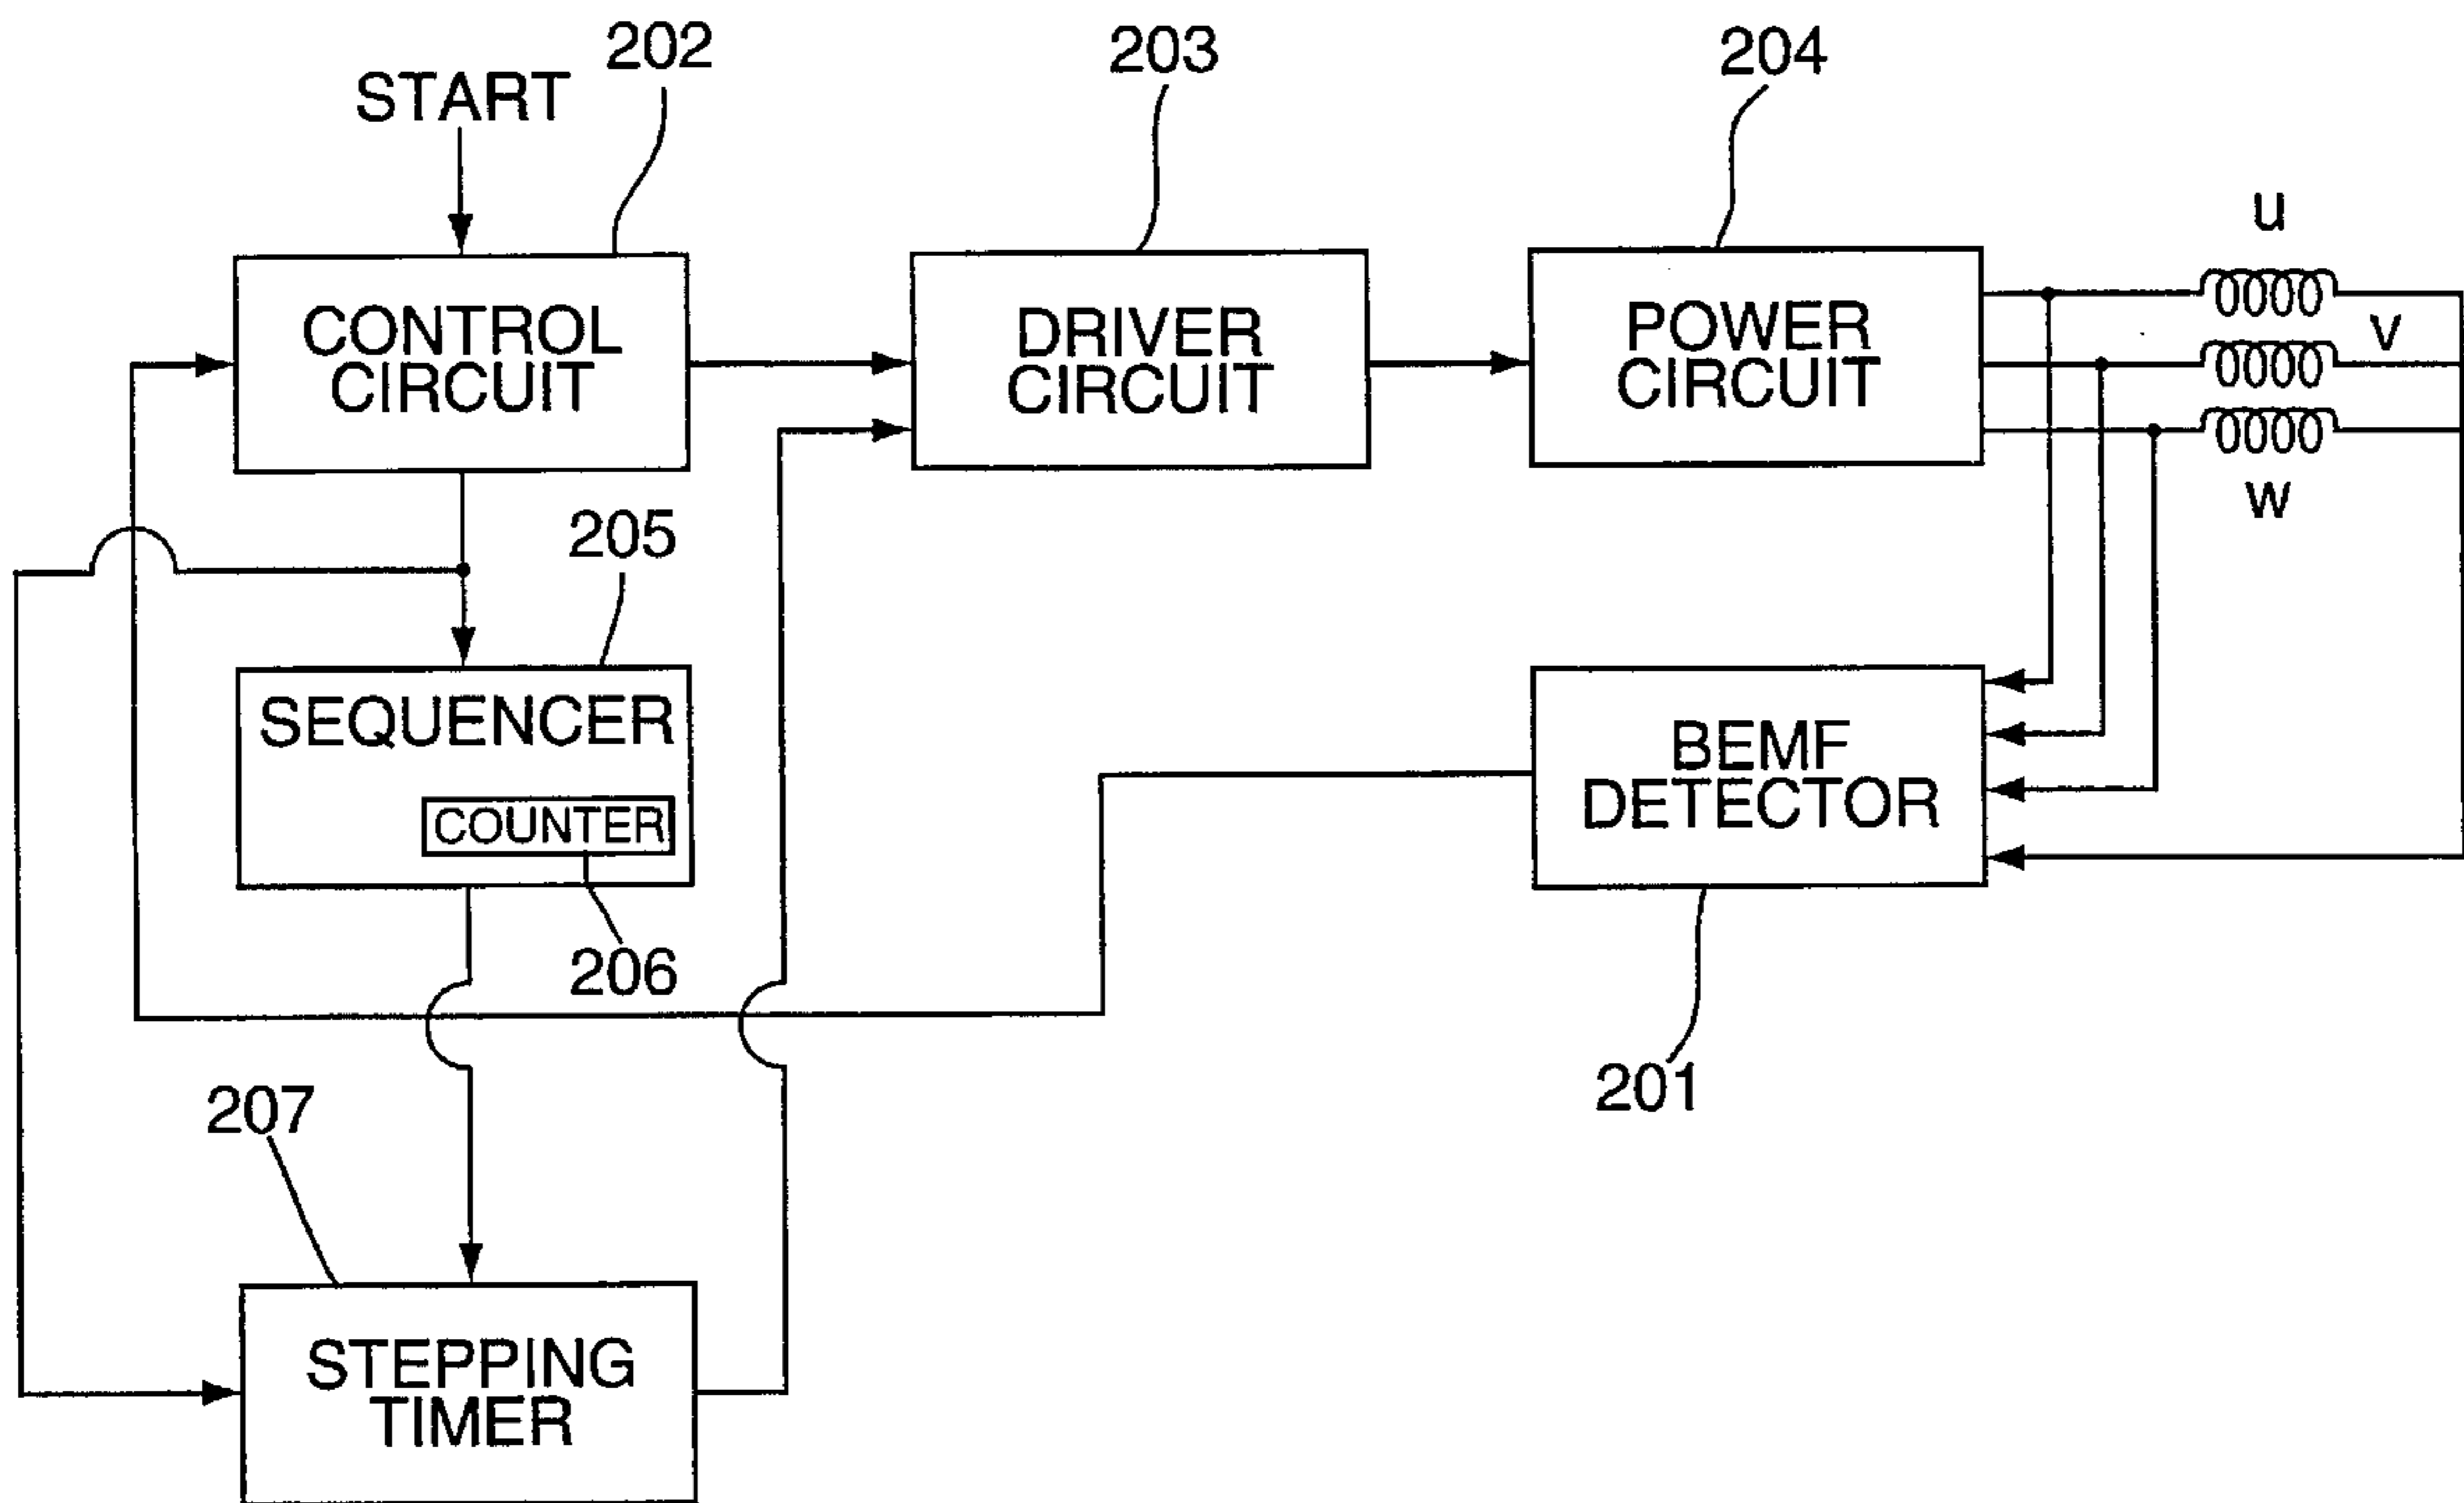 202
203
204
START
u
CONTROL
CIRCUIT
DRIVER
CIRCUIT
POWER
CIRCUIT
v
w
205
SEQUENCER
COUNTER
BEMF
DETECTOR
206
201
207
STEPPING
TIMER